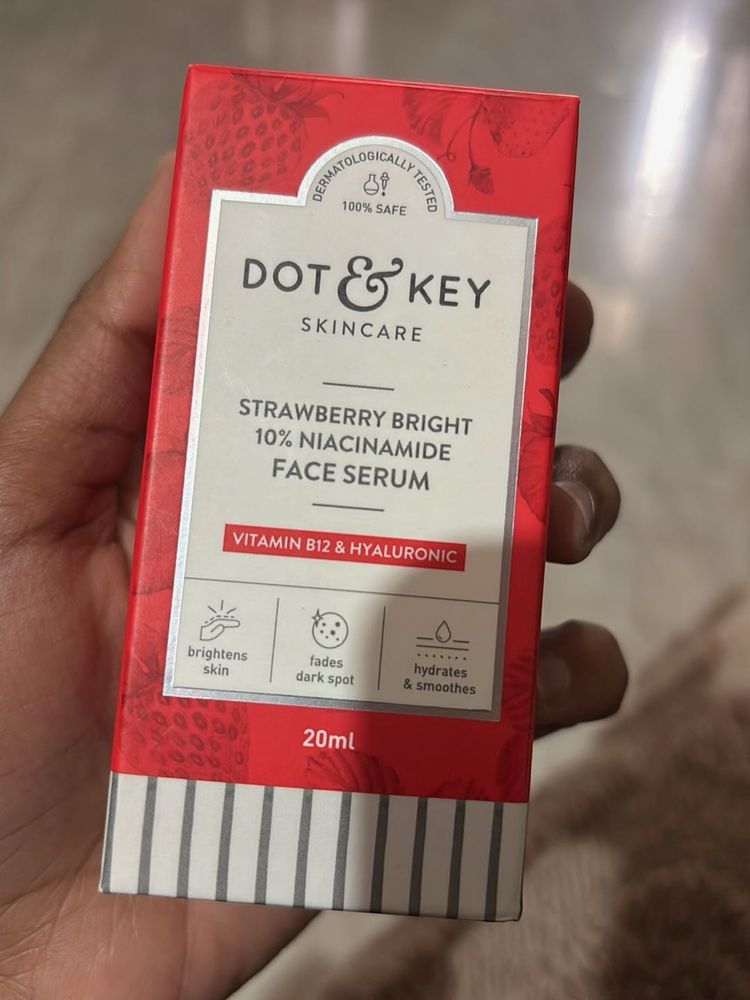 DERMATOLOGICALLY TESTED
100% SAFE
DOT & KEY
SKINCARE
STRAWBERRY BRIGHT
10% NIACINAMIDE
FACE SERUM
VITAMIN B12 & HYALURONIC
brightens
skin
fades
dark spot
hydrates
& smoothes
20ml